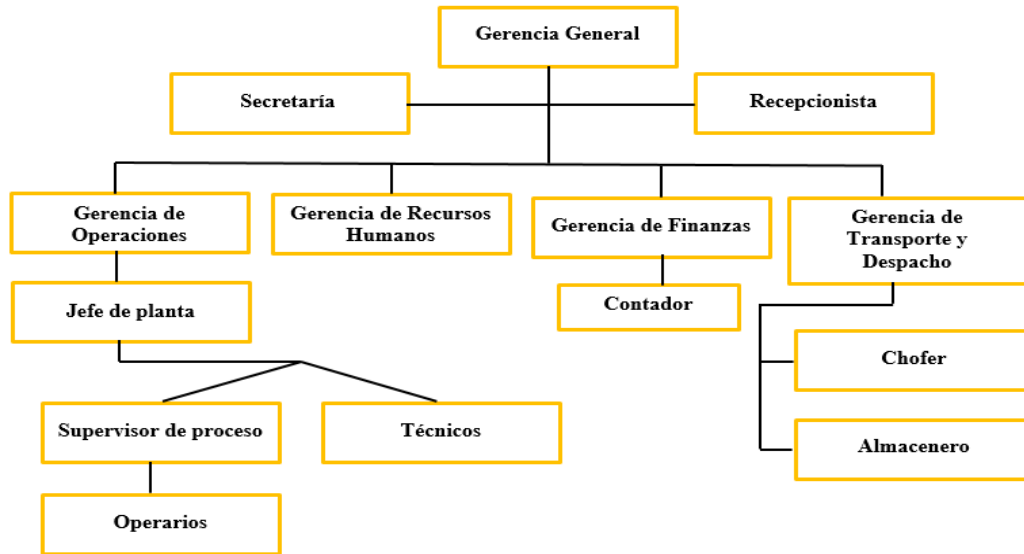 Gerencia General
Secretaría
Recepcionista
Gerencia de
Operaciones
Gerencia de Recursos
Humanos
Gerencia de Finanzas
Gerencia de
Transporte y
Despacho
Jefe de planta
Contador
Chofer
Supervisor de proceso
Técnicos
Almacenero
Operarios